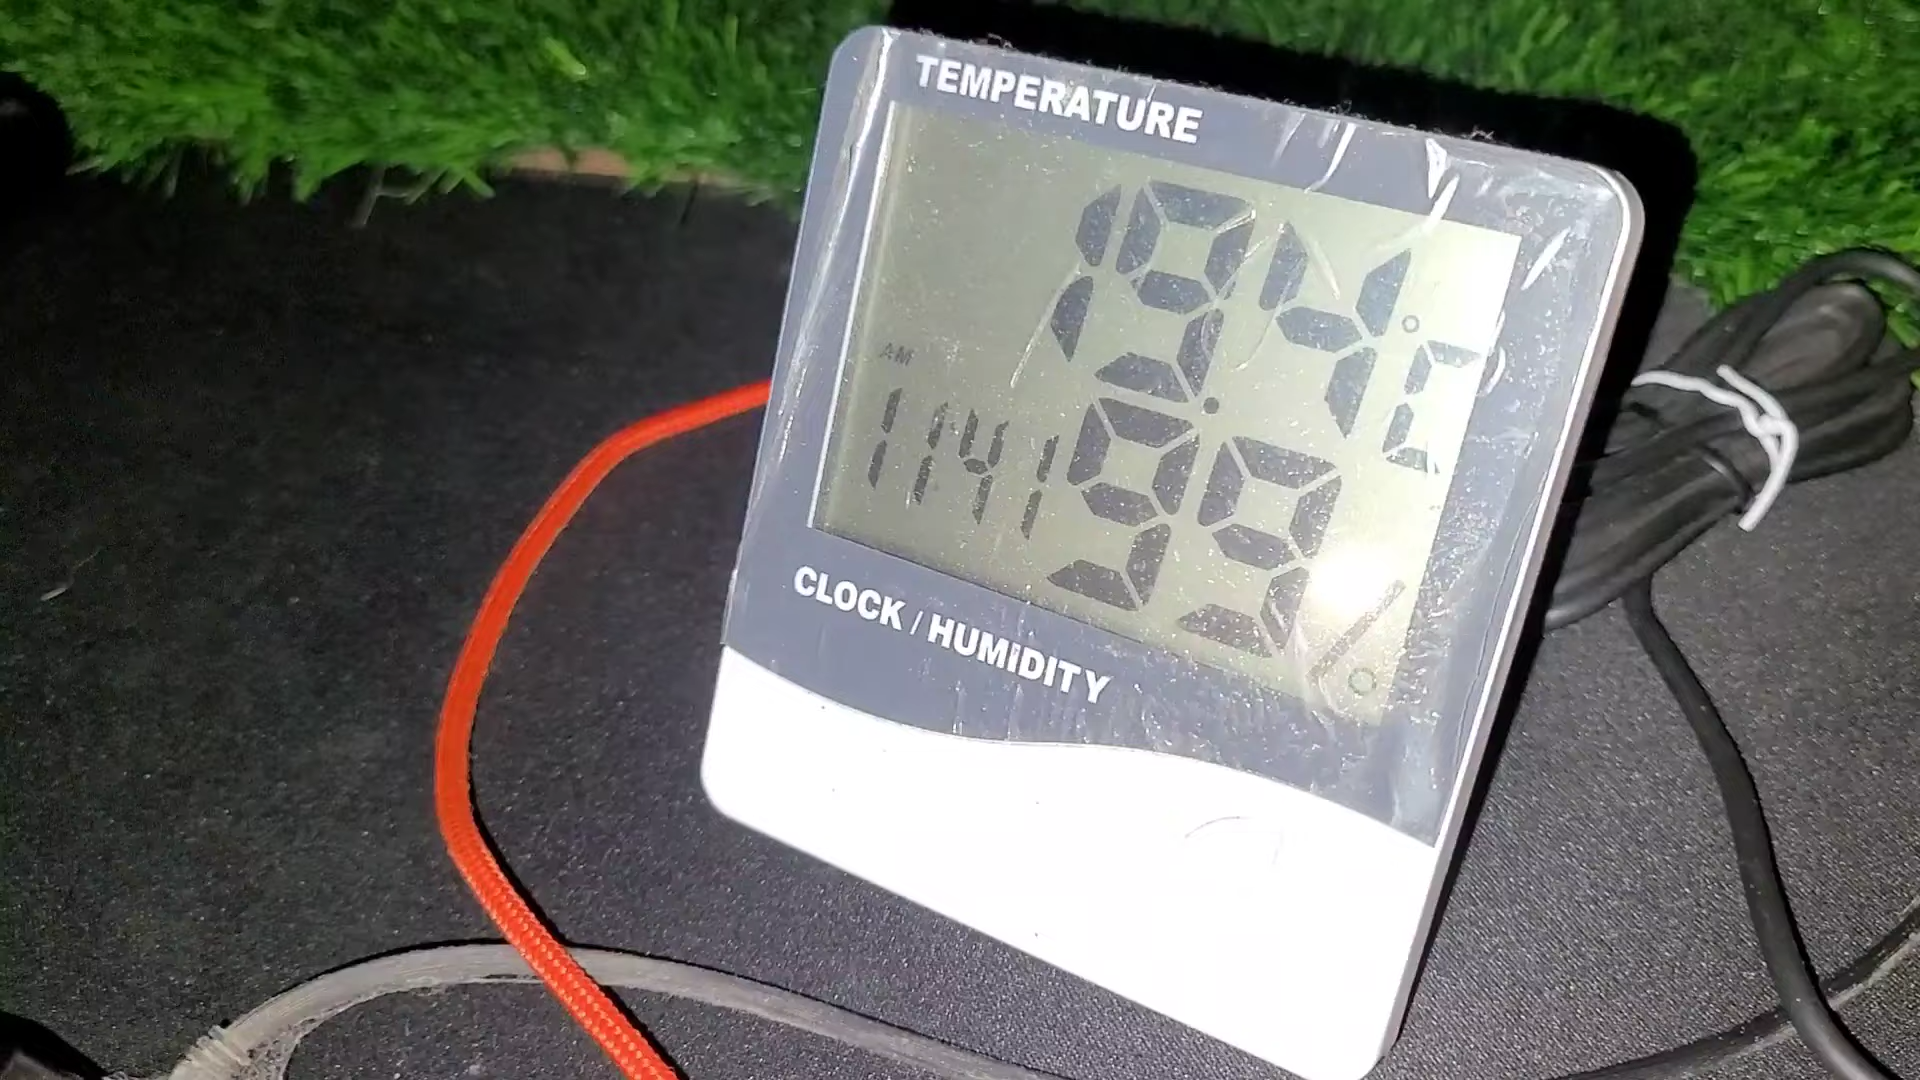 TEMPERATURE
19.4°C
AM
11 41
99%
CLOCK / HUMIDITY